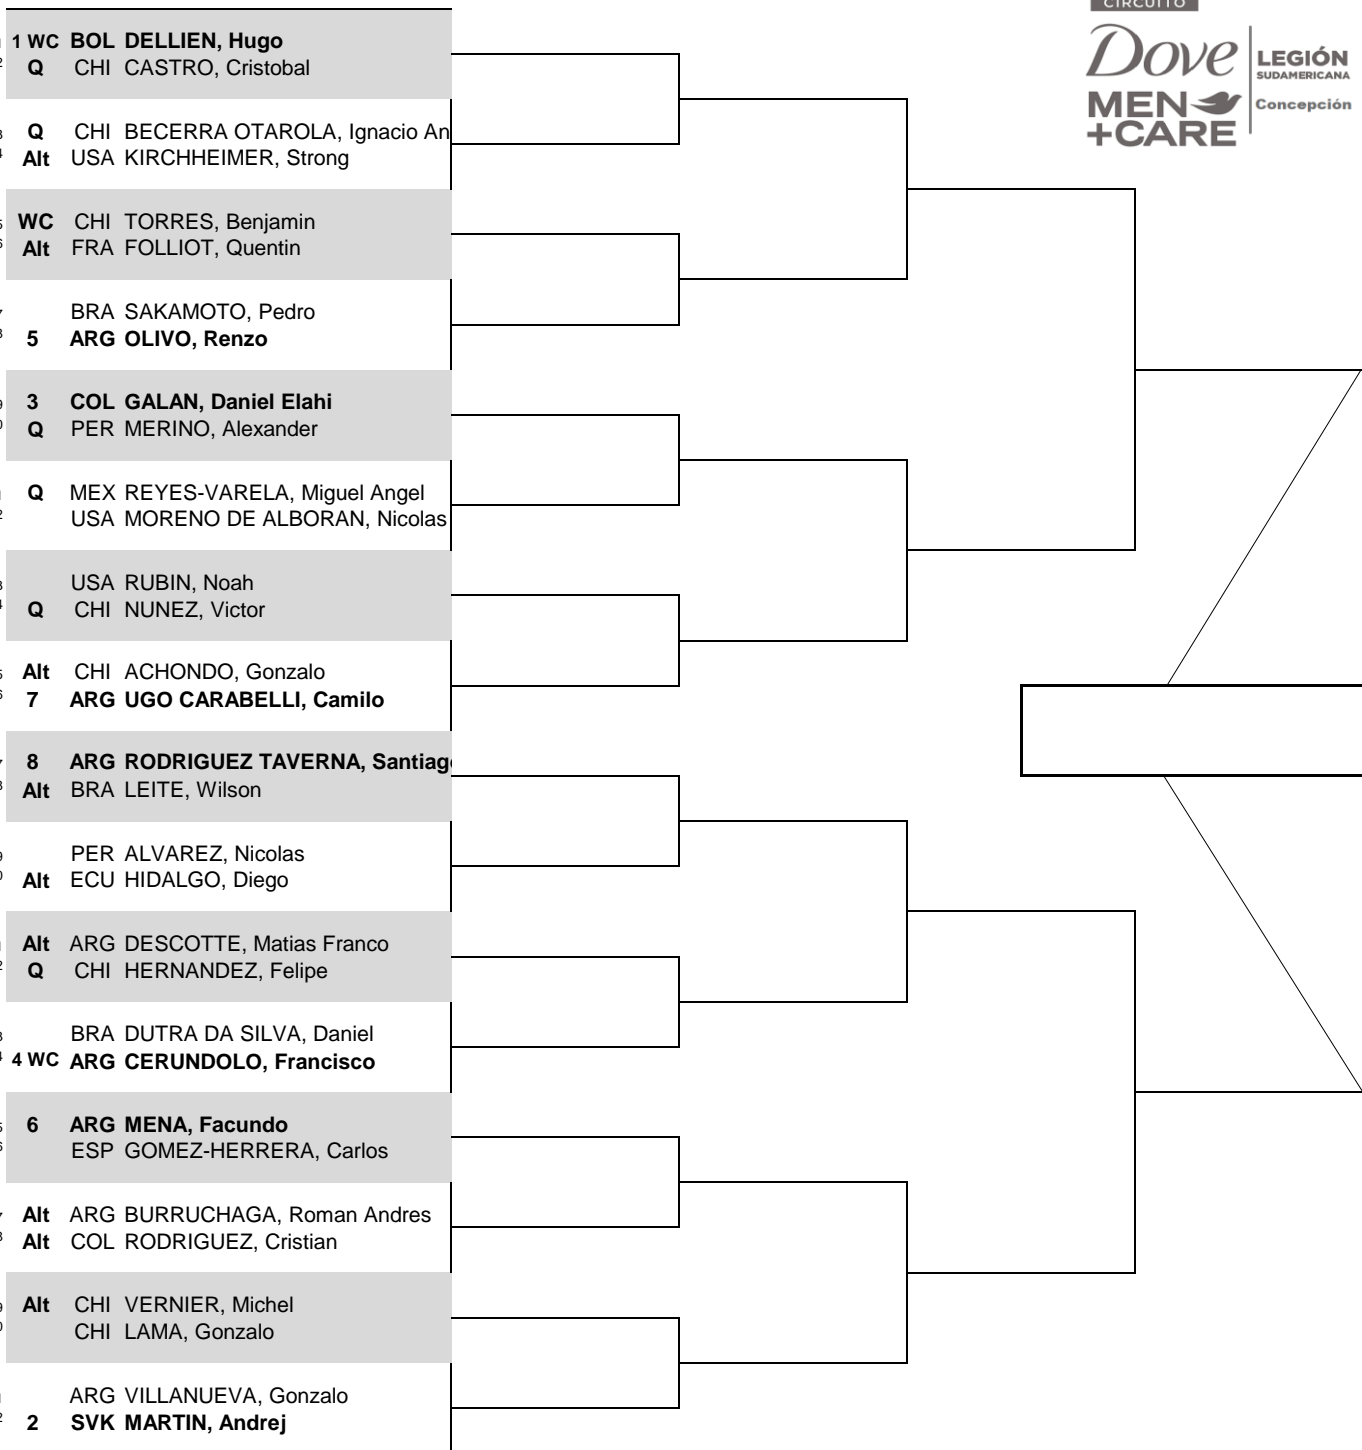 CIRCUITO
Dove
MEN
+CARE
LEGIÓN
SUDAMERICANA
Concepción
1 WC BOL DELLIEN, Hugo
Q CHI CASTRO, Cristobal
Q CHI BECERRA OTAROLA, Ignacio An
Alt USA KIRCHHEIMER, Strong
WC CHI TORRES, Benjamin
Alt FRA FOLLIOT, Quentin
BRA SAKAMOTO, Pedro
5 ARG OLIVO, Renzo
3 COL GALAN, Daniel Elahi
Q PER MERINO, Alexander
Q MEX REYES-VARELA, Miguel Angel
USA MORENO DE ALBORAN, Nicolas
USA RUBIN, Noah
Q CHI NUNEZ, Victor
Alt CHI ACHONDO, Gonzalo
7 ARG UGO CARABELLI, Camilo
8 ARG RODRIGUEZ TAVERNA, Santiago
Alt BRA LEITE, Wilson
PER ALVAREZ, Nicolas
Alt ECU HIDALGO, Diego
Alt ARG DESCOTTE, Matias Franco
Q CHI HERNANDEZ, Felipe
BRA DUTRA DA SILVA, Daniel
4 WC ARG CERUNDOLO, Francisco
6 ARG MENA, Facundo
ESP GOMEZ-HERRERA, Carlos
Alt ARG BURRUCHAGA, Roman Andres
Alt COL RODRIGUEZ, Cristian
Alt CHI VERNIER, Michel
CHI LAMA, Gonzalo
ARG VILLANUEVA, Gonzalo
2 SVK MARTIN, Andrej